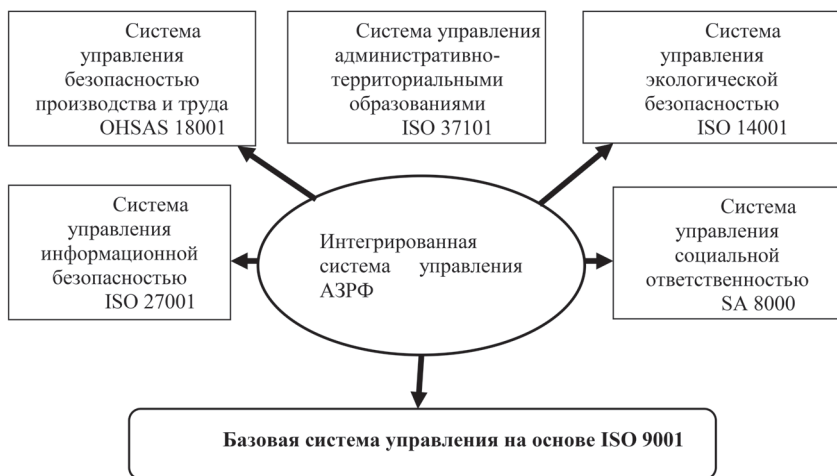 Система
управления
безопасностью
производства и труда
OHSAS 18001
Система управления
административно-
территориальными
образованиями
ISO 37101
Система
управления
экологической
безопасностью
ISO 14001
Система
управления
информационной
безопасностью
ISO 27001
Интегрированная
система управления
АЗРФ
Система
управления
социальной
ответственностью
SA 8000
Базовая система управления на основе ISO 9001